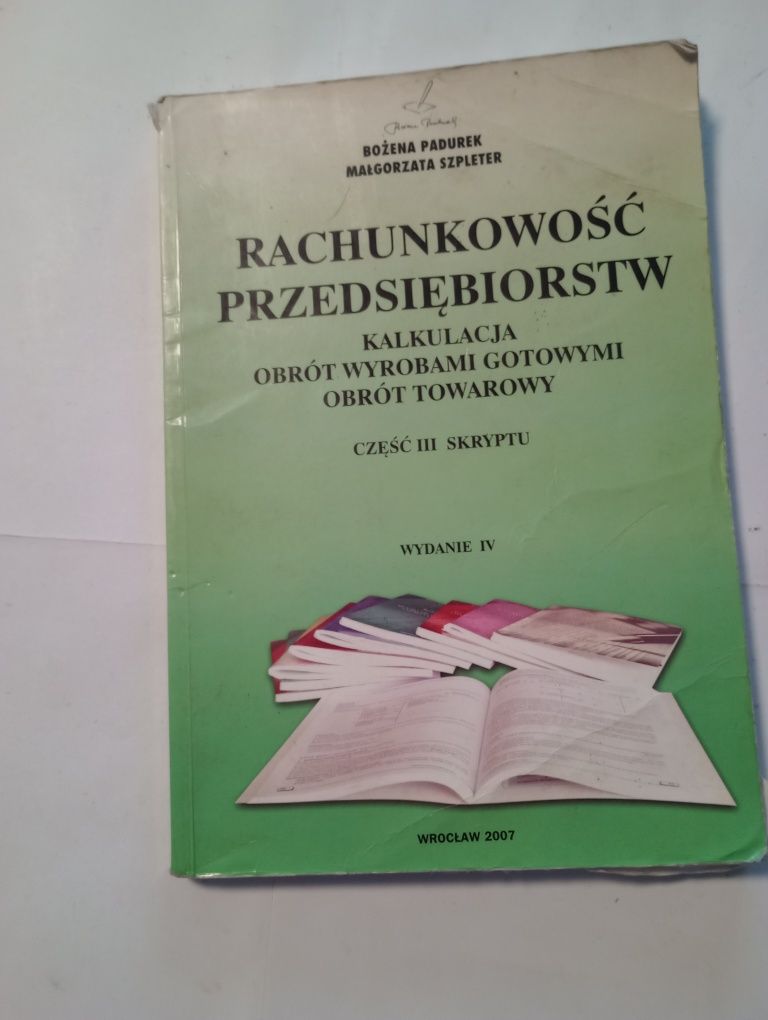 BOŻENA PADUREK
MAŁGORZATA SZPLETER
RACHUNKOWOŚĆ
PRZEDSIĘBIORSTW
KALKULACJA
OBRÓT WYROBAMI GOTOWYMI
OBRÓT TOWAROWY
CZĘŚĆ III SKRYPTU
WYDANIE IV
WROCŁAW 2007